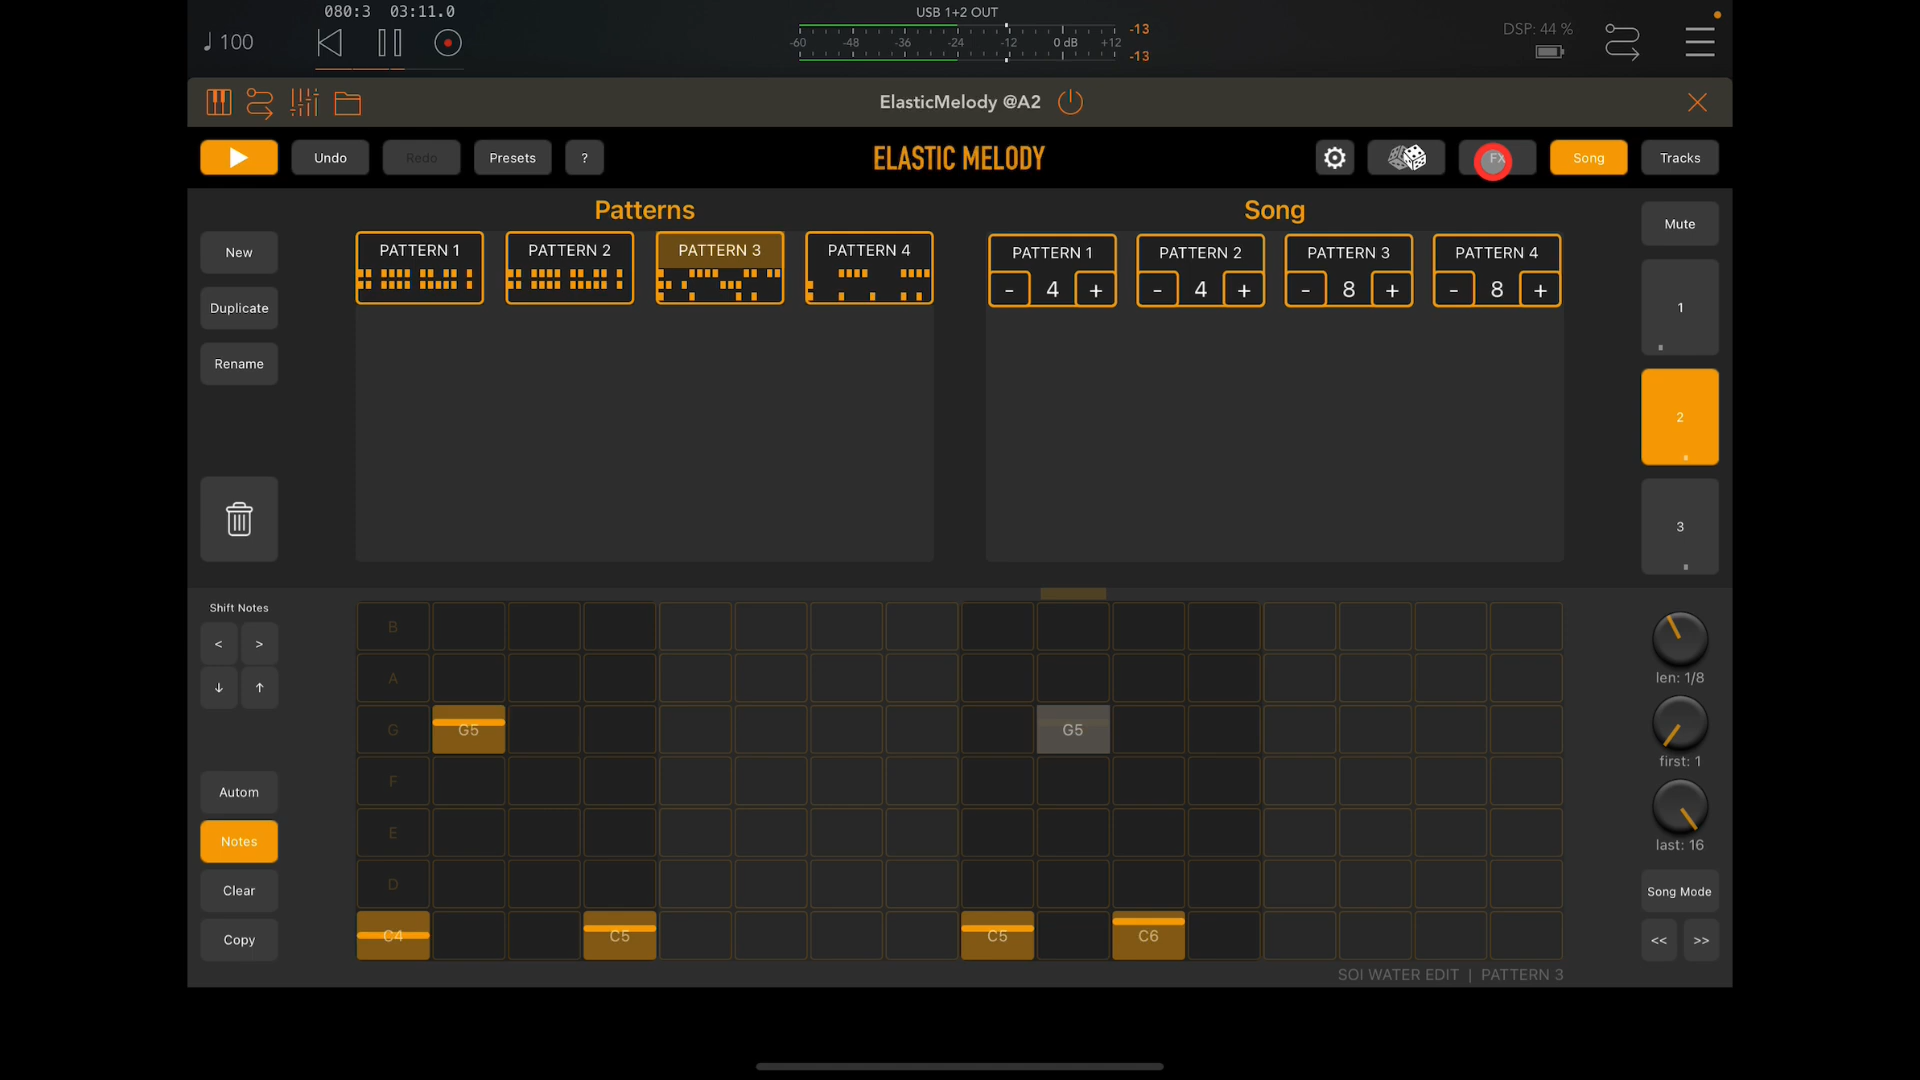 080:3 03:11.0
USB 1+2 OUT
♩ 100
-60 -48 -36 -24 -12 0 dB +12
-13
-13
DSP: 44 %
ElasticMelody @A2
Undo
Redo
Presets
?
ELASTIC MELODY
FX
Song
Tracks
Patterns
Song
Mute
New
Duplicate
Rename
PATTERN 1
PATTERN 2
PATTERN 3
PATTERN 4
PATTERN 1
- 4 +
PATTERN 2
- 4 +
PATTERN 3
- 8 +
PATTERN 4
- 8 +
1
2
3
Shift Notes
< >
↓ ↑
B
A
G G5 G5
F
E
D
C4 C5 C5 C6
Autom
Notes
Clear
Copy
len: 1/8
first: 1
last: 16
Song Mode
<< >>
SOI WATER EDIT | PATTERN 3